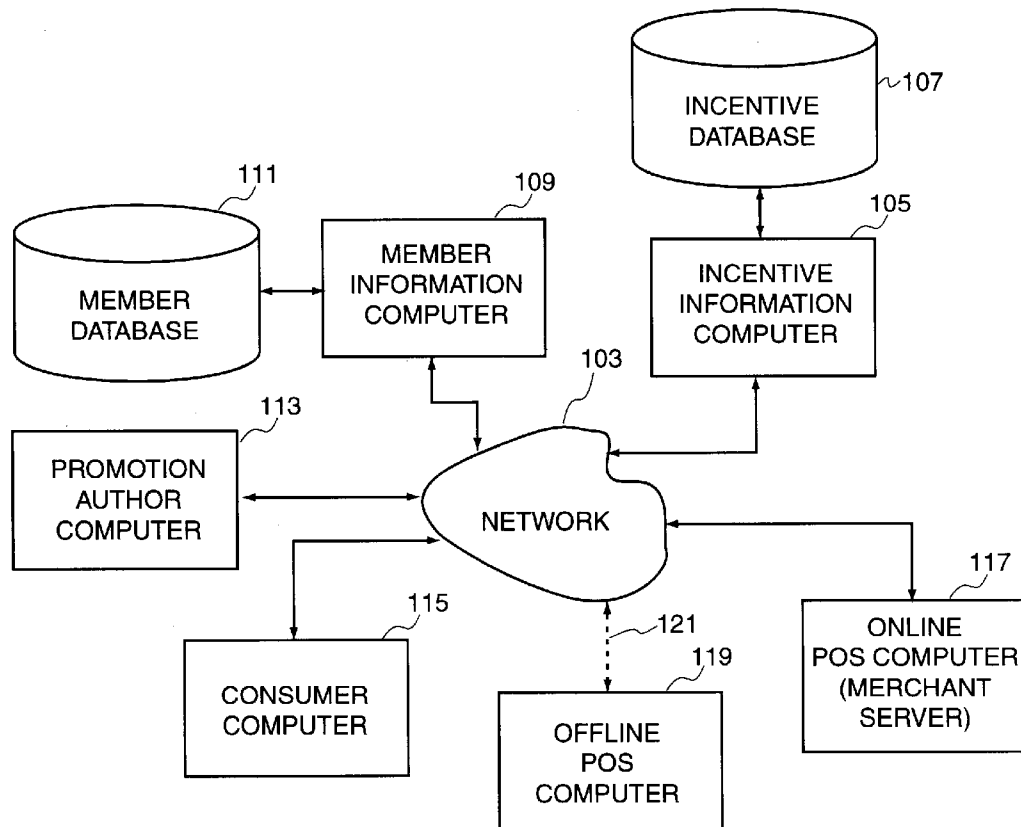 INCENTIVE
DATABASE
107
111
MEMBER
DATABASE
109
MEMBER
INFORMATION
COMPUTER
105
INCENTIVE
INFORMATION
COMPUTER
103
NETWORK
113
PROMOTION
AUTHOR
COMPUTER
115
CONSUMER
COMPUTER
121
119
OFFLINE
POS
COMPUTER
117
ONLINE
POS COMPUTER
(MERCHANT
SERVER)